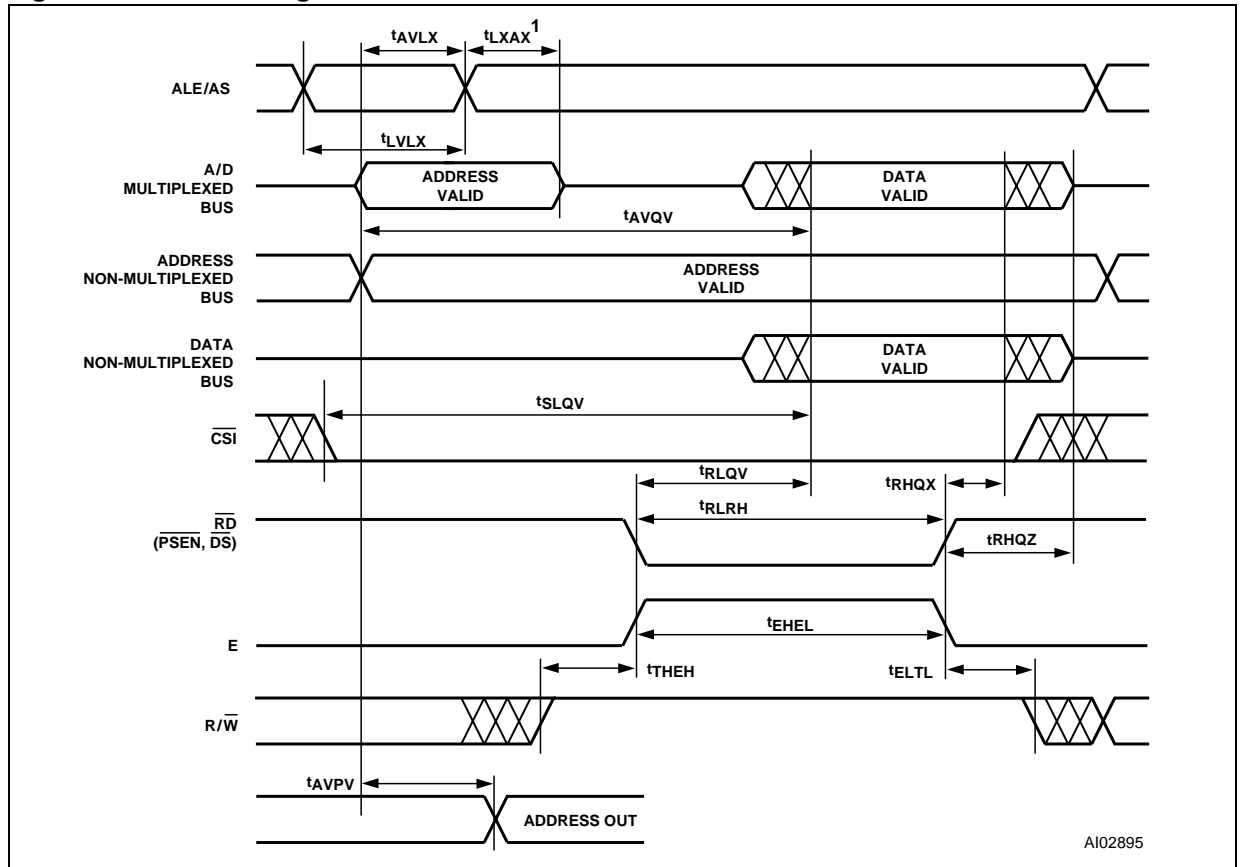 tAVLX tLXAX1
ALE/AS
tLVLX
A/D
MULTIPLEXED
BUS
ADDRESS
VALID
DATA
VALID
tAVQV
ADDRESS
NON-MULTIPLEXED
BUS
ADDRESS
VALID
DATA
NON-MULTIPLEXED
BUS
DATA
VALID
tSLQV
CSI
tRLQV
tRHQX
tRLRH
RD
(PSEN, DS)
tRHQZ
tEHEL
E
tTHEH
tELTL
R/W
tAVPV
ADDRESS OUT
AI02895